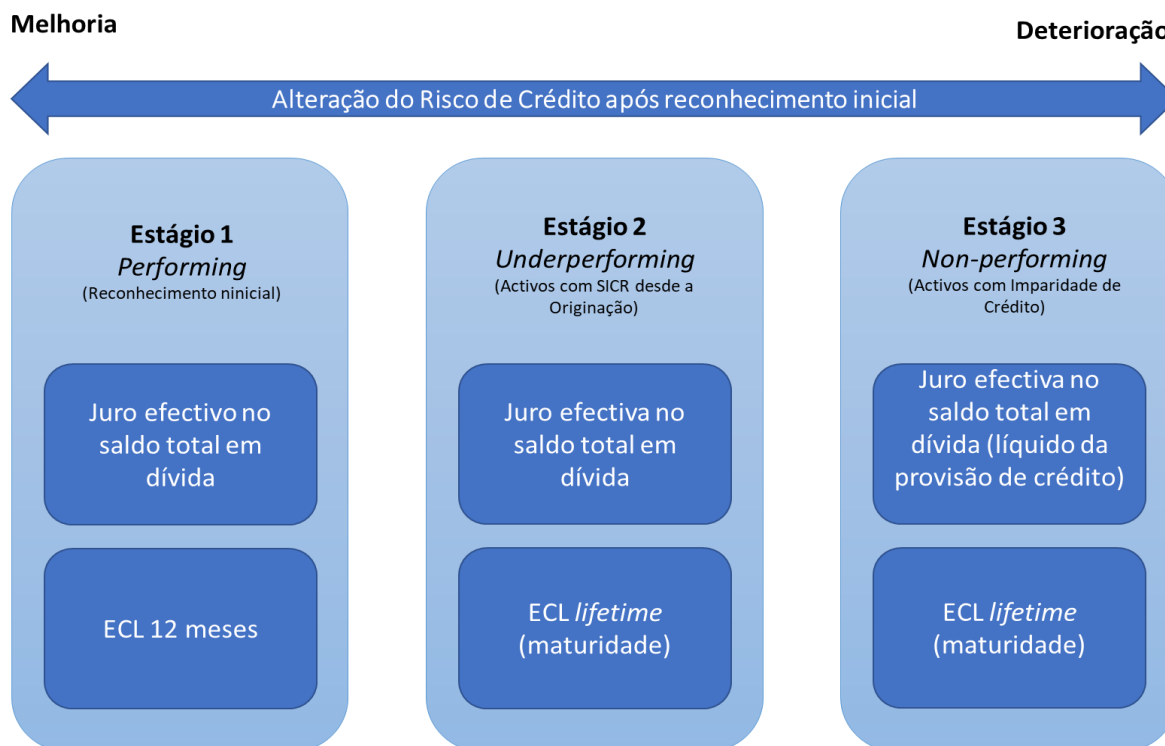 Melhoria
Deterioração
Alteração do Risco de Crédito após reconhecimento inicial
Estágio 1
Performing
(Reconhecimento ninicial)
Juro efectivo no
saldo total em
dívida
ECL 12 meses
Estágio 2
Underperforming
(Activos com SICR desde a
Originação)
Juro efectiva no
saldo total em
dívida
ECL lifetime
(maturidade)
Estágio 3
Non-performing
(Activos com Imparidade de
Crédito)
Juro efectiva no
saldo total em
dívida (líquido da
provisão de crédito)
ECL lifetime
(maturidade)